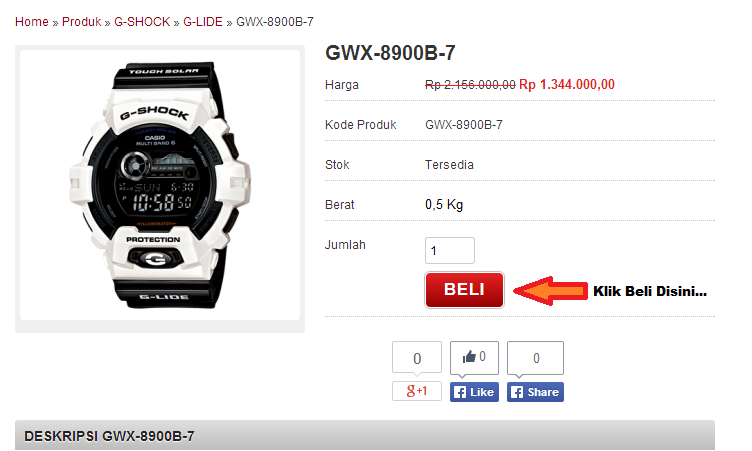 Home » Produk » G-SHOCK » G-LIDE » GWX-8900B-7
GWX-8900B-7
Harga Rp 2.156.000,00 Rp 1.344.000,00
Kode Produk GWX-8900B-7
Stok Tersedia
Berat 0,5 Kg
Jumlah 1
BELI Klik Beli Disini...
TOUCH SOLAR
G-SHOCK
CASIO
MULTI BAND 6
SUN 6-30
10:58 50
ILLUMINATOR
PROTECTION
G
G-LIDE
0 0 0
g+1 Like Share
DESKRIPSI GWX-8900B-7